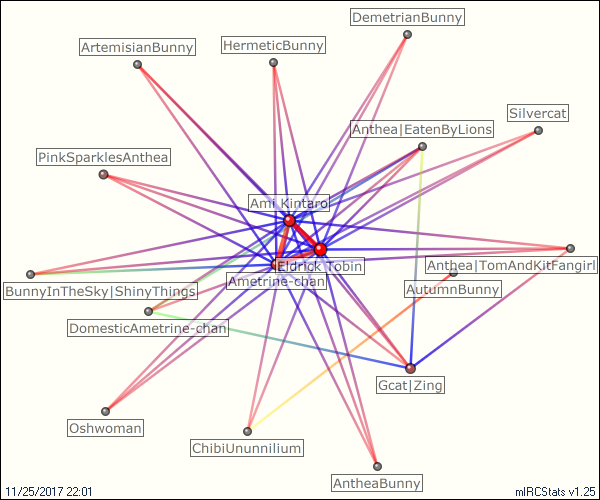 DemetrianBunny
ArtemisianBunny
HermeticBunny
Silvercat
Anthea|EatenByLions
PinkSparklesAnthea
Ami_Kintaro
Eldrick_Tobin
Anthea|TomAndKitFangirl
Ametrine-chan
BunnyInTheSky|ShinyThings
AutumnBunny
DomesticAmetrine-chan
Gcat|Zing
Oshwoman
ChibiUnunnilium
AntheaBunny
11/25/2017 22:01
mIRCStats v1.25